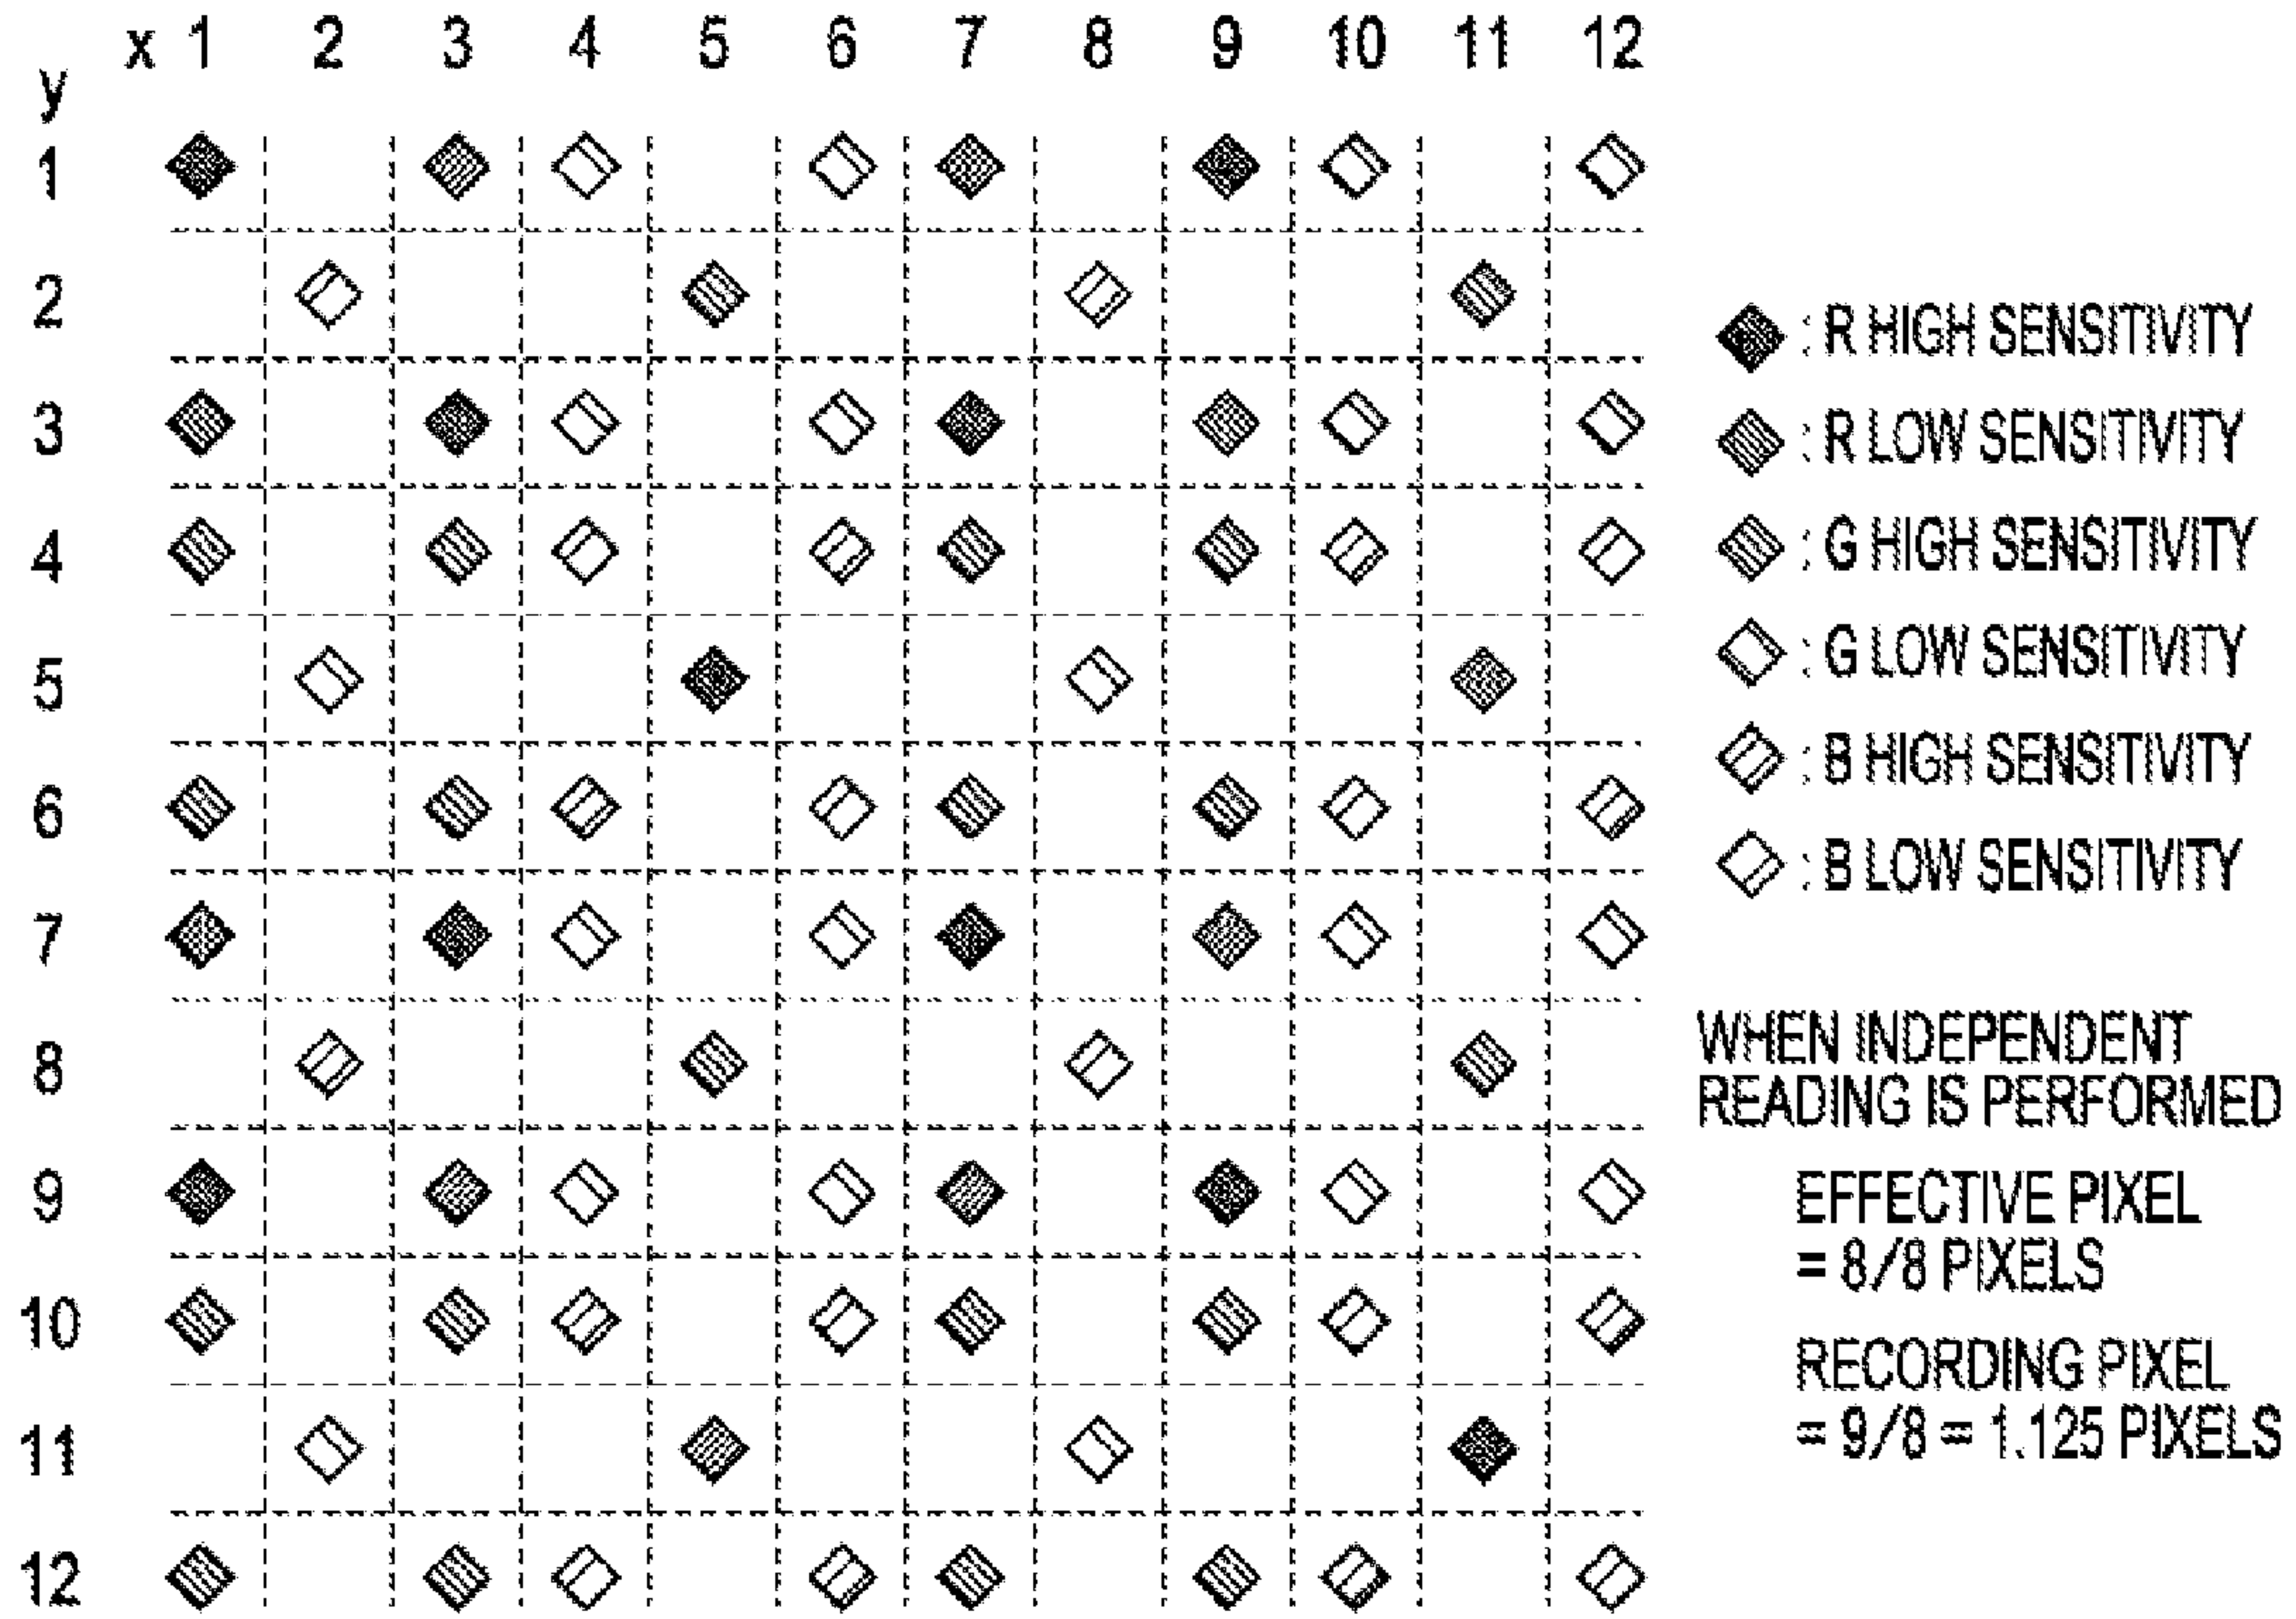 x 1 2 3 4 5 6 7 8 9 10 11 12
y
1
2
3
4
5
6
7
8
9
10
11
12
: R HIGH SENSITIVITY
: R LOW SENSITIVITY
: G HIGH SENSITIVITY
: G LOW SENSITIVITY
: B HIGH SENSITIVITY
: B LOW SENSITIVITY
WHEN INDEPENDENT
READING IS PERFORMED
EFFECTIVE PIXEL
= 8/8 PIXELS
RECORDING PIXEL
= 9/8 = 1.125 PIXELS